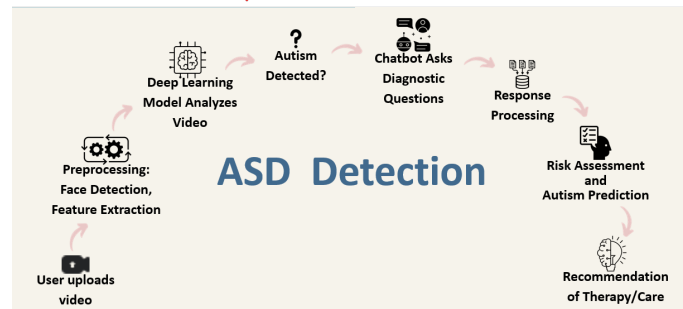 User uploads
video
Preprocessing:
Face Detection,
Feature Extraction
Deep Learning
Model Analyzes
Video
?
Autism
Detected?
Chatbot Asks
Diagnostic
Questions
Response
Processing
Risk Assessment
and
Autism Prediction
Recommendation
of Therapy/Care
ASD Detection